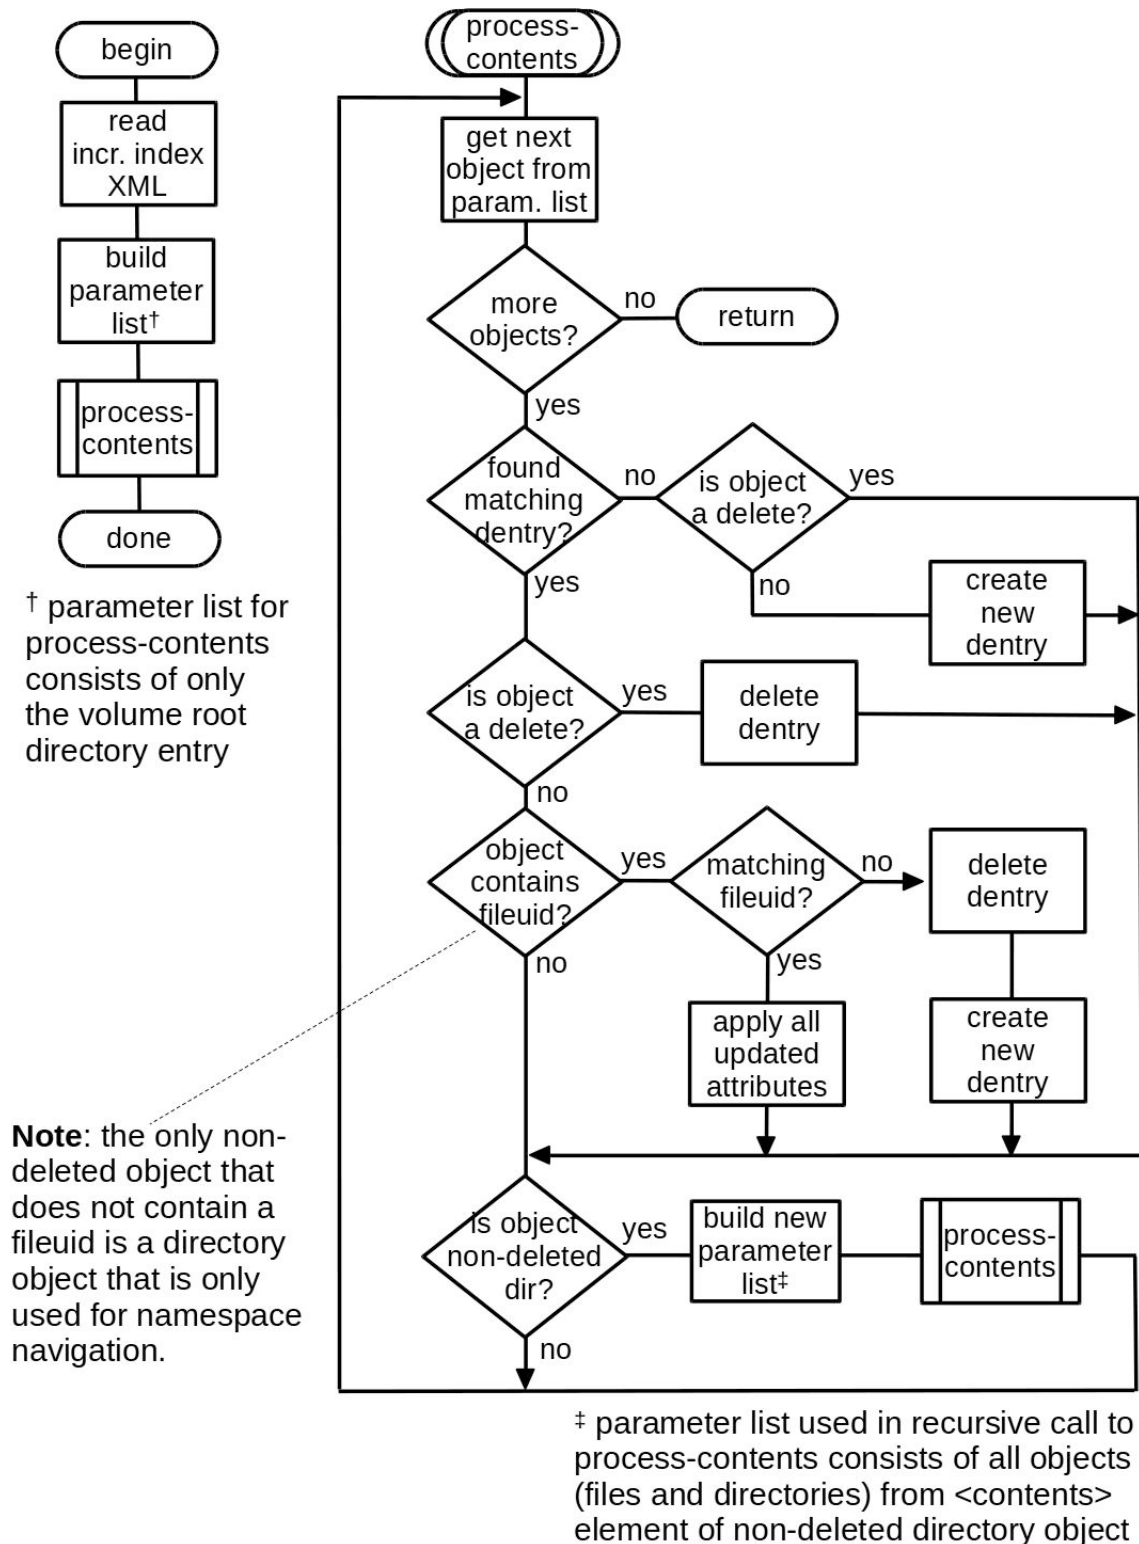 begin
read
incr. index
XML
build
parameter
list†
process-
contents
done
† parameter list for
process-contents
consists of only
the volume root
directory entry
process-
contents
get next
object from
param. list
more
objects?
no
return
yes
found
matching
dentry?
no
is object
a delete?
yes
no
create
new
dentry
yes
is object
a delete?
yes
delete
dentry
no
object
contains
fileuid?
yes
matching
fileuid?
no
delete
dentry
no
yes
apply all
updated
attributes
create
new
dentry
Note: the only non-
deleted object that
does not contain a
fileuid is a directory
object that is only
used for namespace
navigation.
is object
non-deleted
dir?
yes
build new
parameter
list‡
process-
contents
no
‡ parameter list used in recursive call to
process-contents consists of all objects
(files and directories) from <contents>
element of non-deleted directory object